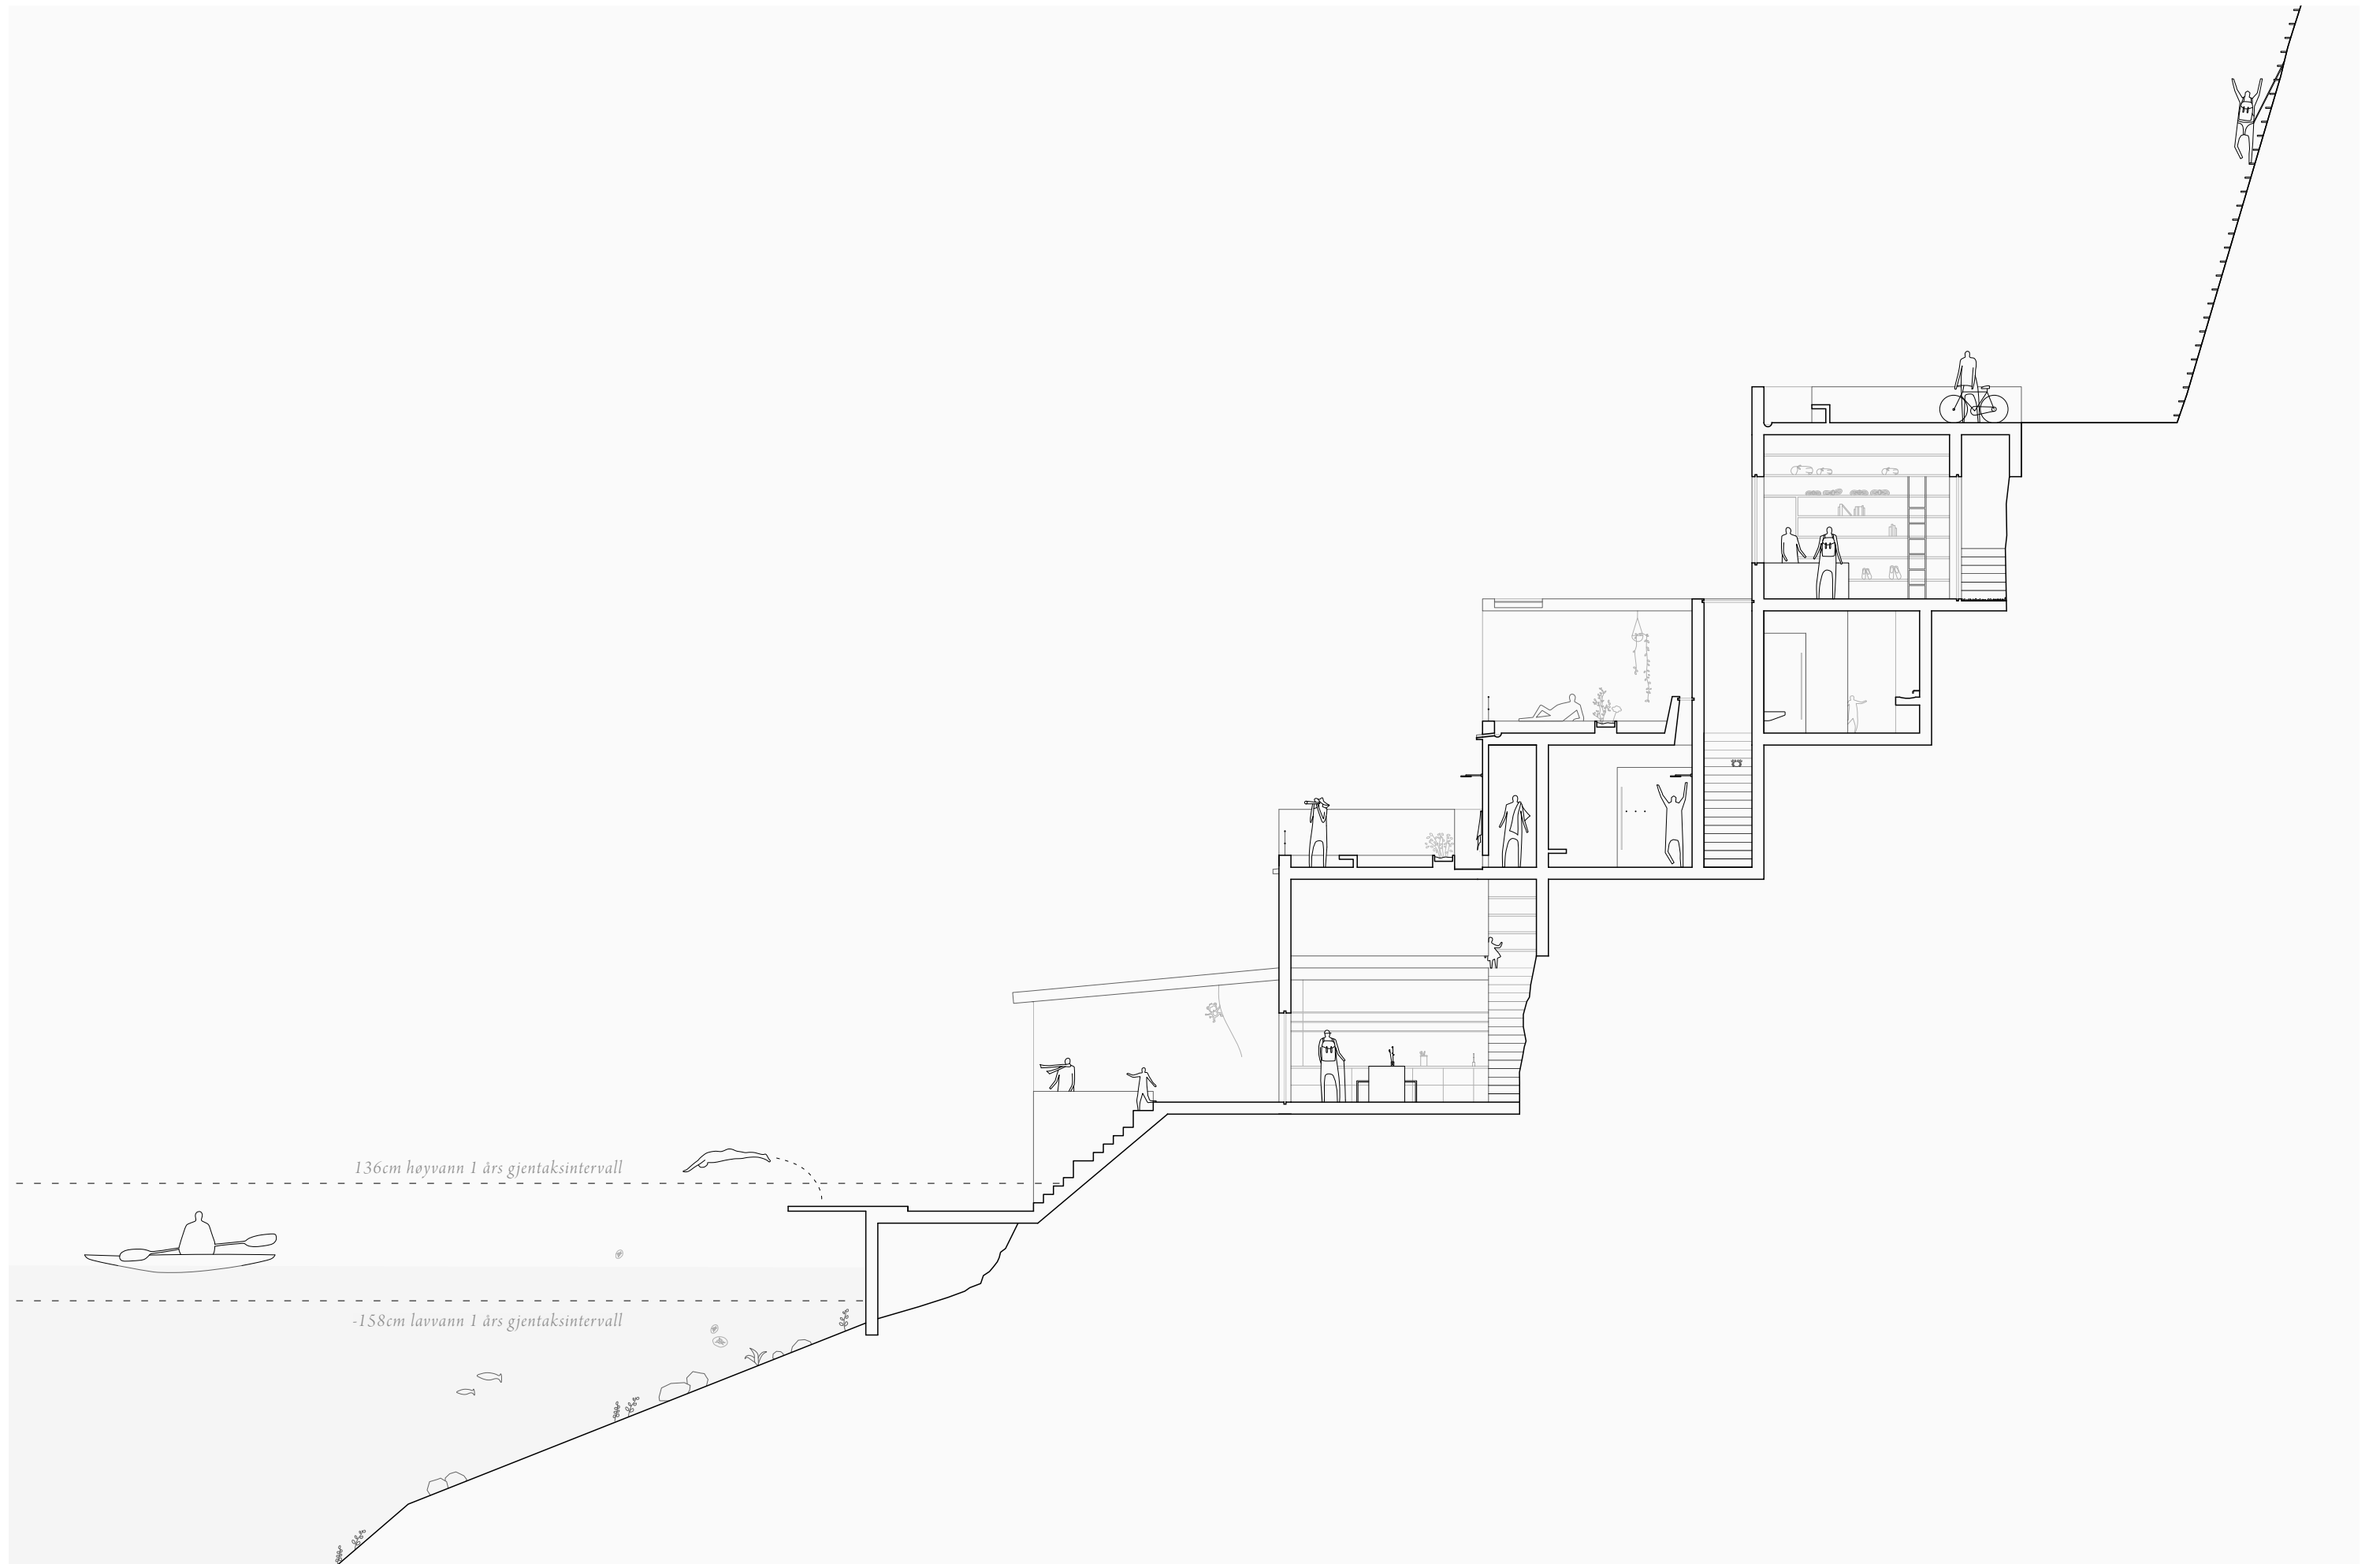 136cm høyvann 1 års gjentaksintervall
-158cm lavvann 1 års gjentaksintervall